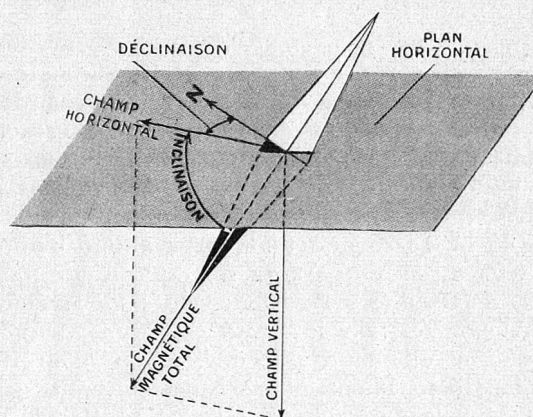 DÉCLINAISON
PLAN
HORIZONTAL
N
CHAMP
HORIZONTAL
INCLINAISON
CHAMP
MAGNÉTIQUE
TOTAL
CHAMP VERTICAL